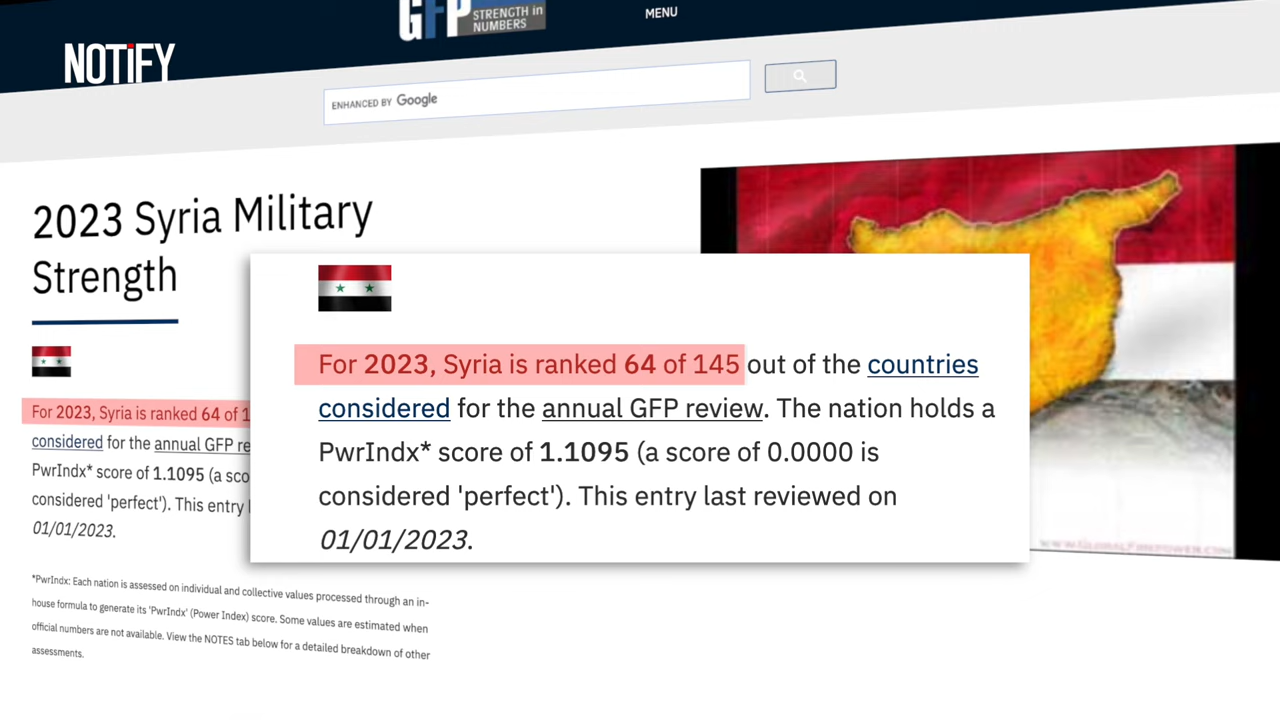 GFP
STRENGTH in
NUMBERS
MENU
NOTiFY
ENHANCED BY Google
2023 Syria Military
Strength
For 2023, Syria is ranked 64 of 145 out of the countries
considered for the annual GFP review. The nation holds a
PwrIndx* score of 1.1095 (a score of 0.0000 is
considered 'perfect'). This entry last reviewed on
01/01/2023.
For 2023, Syria is ranked 64 of 1
considered for the annual GFP re
PwrIndx* score of 1.1095 (a sco
considered 'perfect'). This entry l
01/01/2023.
*PwrIndx: Each nation is assessed on individual and collective values processed through an in-
house formula to generate its 'PwrIndx' (Power Index) score. Some values are estimated when
official numbers are not available. View the NOTES tab below for a detailed breakdown of other
assessments.
WWW.GLOBALFIREPOWER.COM